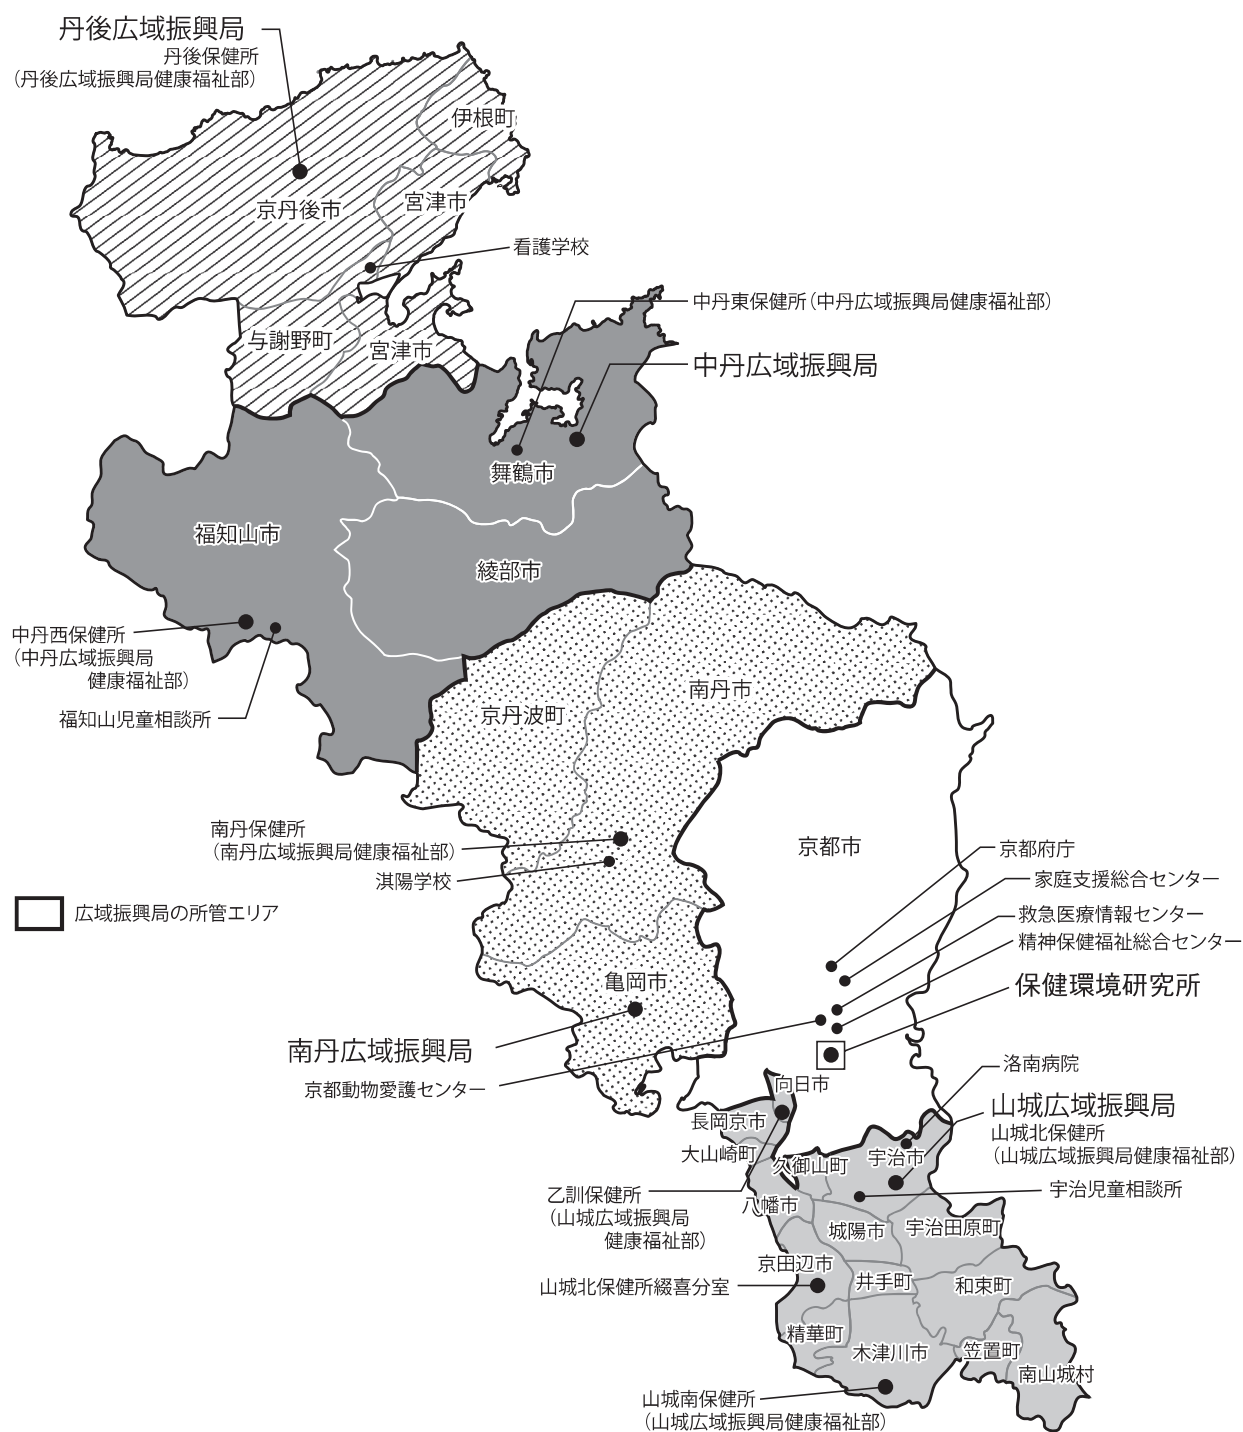 丹後広域振興局
丹後保健所
（丹後広域振興局健康福祉部）
伊根町
京丹後市
宮津市
看護学校
中丹東保健所（中丹広域振興局健康福祉部）
与謝野町
宮津市
中丹広域振興局
舞鶴市
福知山市
綾部市
中丹西保健所
（中丹広域振興局
健康福祉部）
福知山児童相談所
南丹市
京丹波町
南丹保健所
（南丹広域振興局健康福祉部）
淇陽学校
京都市
京都府庁
家庭支援総合センター
広域振興局の所管エリア
救急医療情報センター
精神保健福祉総合センター
亀岡市
保健環境研究所
南丹広域振興局
京都動物愛護センター
洛南病院
向日市
山城広域振興局
長岡京市
山城北保健所
（山城広域振興局健康福祉部）
大山崎町
久御山町
宇治市
宇治児童相談所
乙訓保健所
（山城広域振興局
健康福祉部）
八幡市
城陽市
宇治田原町
京田辺市
山城北保健所綴喜分室
井手町
和束町
精華町
木津川市
笠置町
南山城村
山城南保健所
（山城広域振興局健康福祉部）